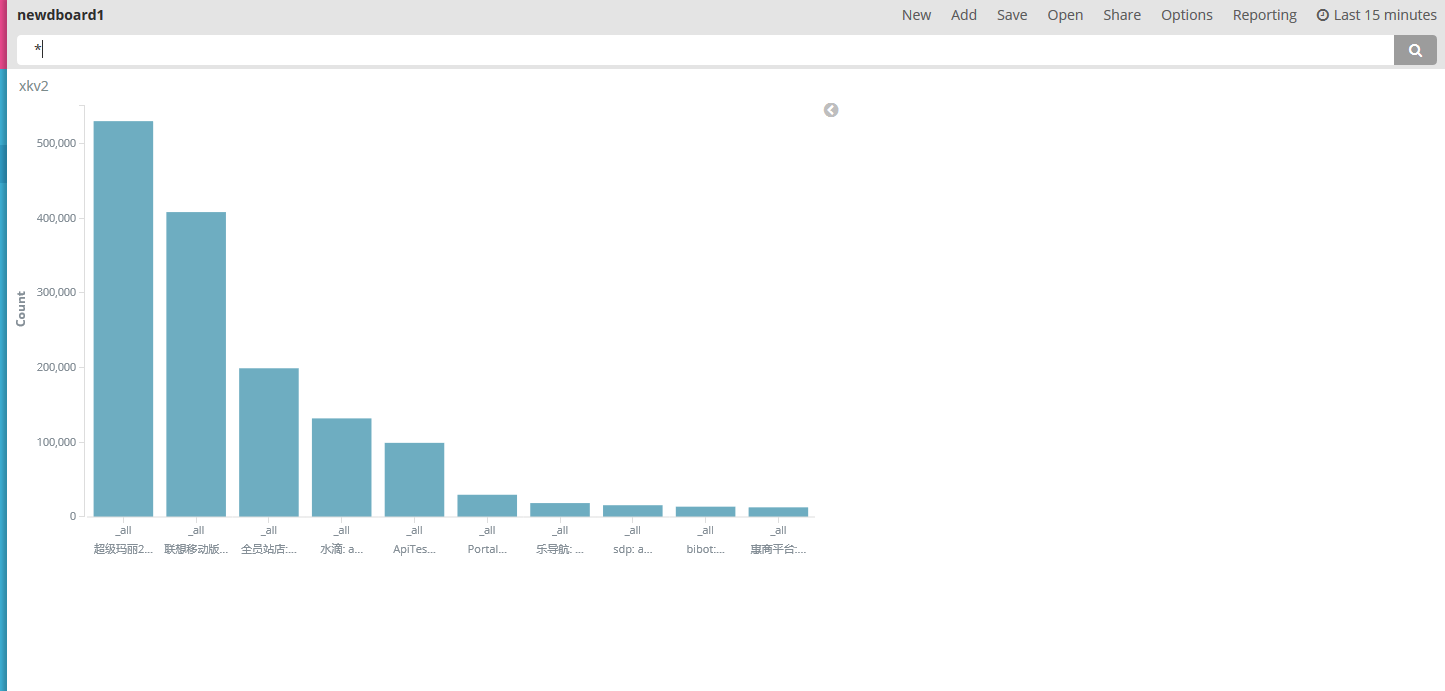 newdboard1 New Add Save Open Share Options Reporting Last 15 minutes
*
xkv2
500,000
400,000
300,000
200,000
100,000
0
Count
_all _all _all _all _all _all _all _all _all _all
超级玛丽2... 联想移动版... 全员站店:... 水滴: a... ApiTes... Portal... 乐导航: ... sdp: a... bibot:... 惠商平台:...